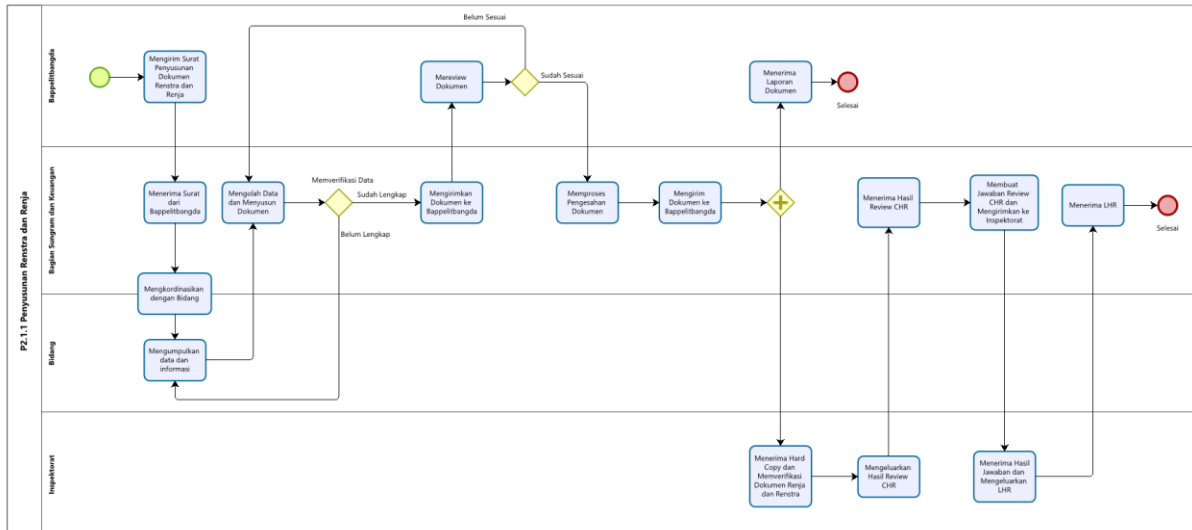 P2.1.1 Penyusunan Renstra dan Renja
Bappelitbangda
Mengirim Surat
Penyusunan
Dokumen
Renstra dan
Renja
Belum Sesuai
Mereview
Dokumen
Sudah Sesuai
Menerima
Laporan
Dokumen
Selesai
Bagian Sungram dan Keuangan
Menerima Surat
dari
Bappelitbangda
Mengolah Data
dan Menyusun
Dokumen
Memverifikasi Data
Sudah Lengkap
Belum Lengkap
Mengirimkan
Dokumen ke
Bappelitbangda
Memproses
Pengesahan
Dokumen
Mengirim
Dokumen ke
Bappelitbangda
Menerima Hasil
Review CHR
Membuat
Jawaban Review
CHR dan
Mengirimkan ke
Inspektorat
Menerima LHR
Selesai
Mengkordinasikan
dengan Bidang
Bidang
Mengumpulkan
data dan
informasi
Inspektorat
Menerima Hard
Copy dan
Memverifikasi
Dokumen Renja
dan Renstra
Mengeluarkan
Hasil Review
CHR
Menerima Hasil
Jawaban dan
Mengeluarkan
LHR